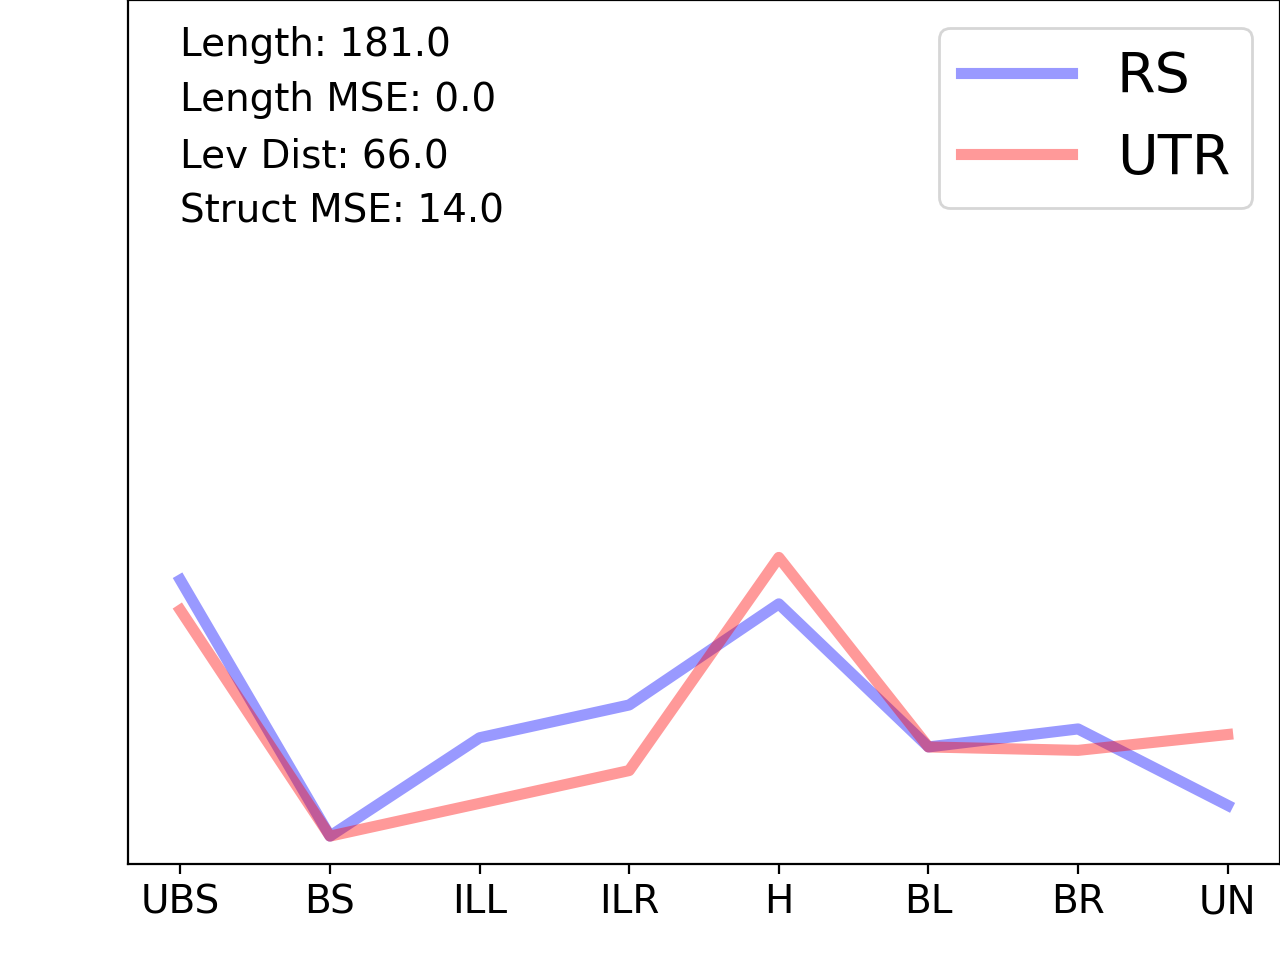 Length: 181.0
Length MSE: 0.0
Lev Dist: 66.0
Struct MSE: 14.0
RS
UTR
UBS BS ILL ILR H BL BR UN